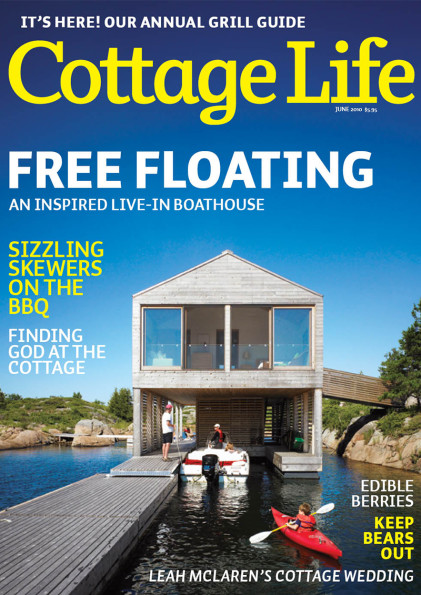 IT'S HERE! OUR ANNUAL GRILL GUIDE
Cottage Life
JUNE 2010 $5.95
FREE FLOATING
AN INSPIRED LIVE-IN BOATHOUSE
SIZZLING
SKEWERS
ON THE
BBQ
FINDING
GOD AT THE
COTTAGE
EDIBLE
BERRIES
KEEP
BEARS
OUT
LEAH MCLAREN'S COTTAGE WEDDING